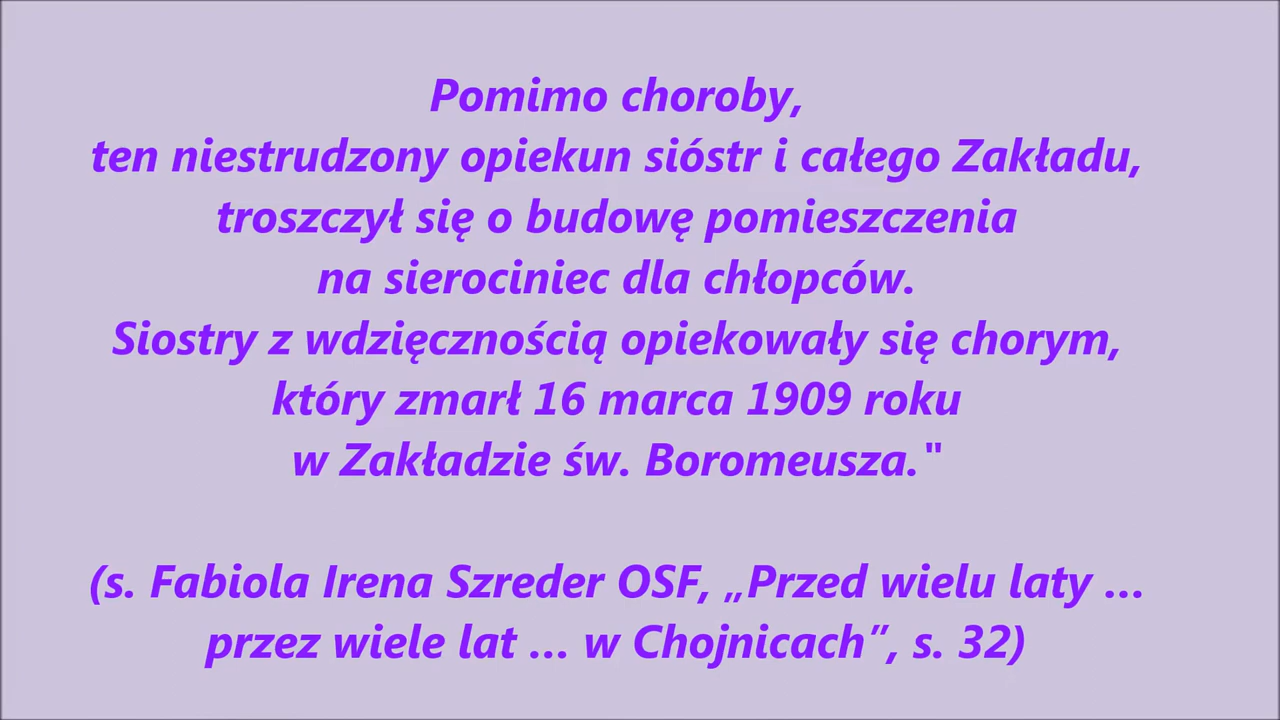 Pomimo choroby,
ten niestrudzony opiekun sióstr i całego Zakładu,
troszczył się o budowę pomieszczenia
na sierociniec dla chłopców.
Siostry z wdzięcznością opiekowały się chorym,
który zmarł 16 marca 1909 roku
w Zakładzie św. Boromeusza."
(s. Fabiola Irena Szreder OSF, „Przed wielu laty ...
przez wiele lat ... w Chojnicach”, s. 32)